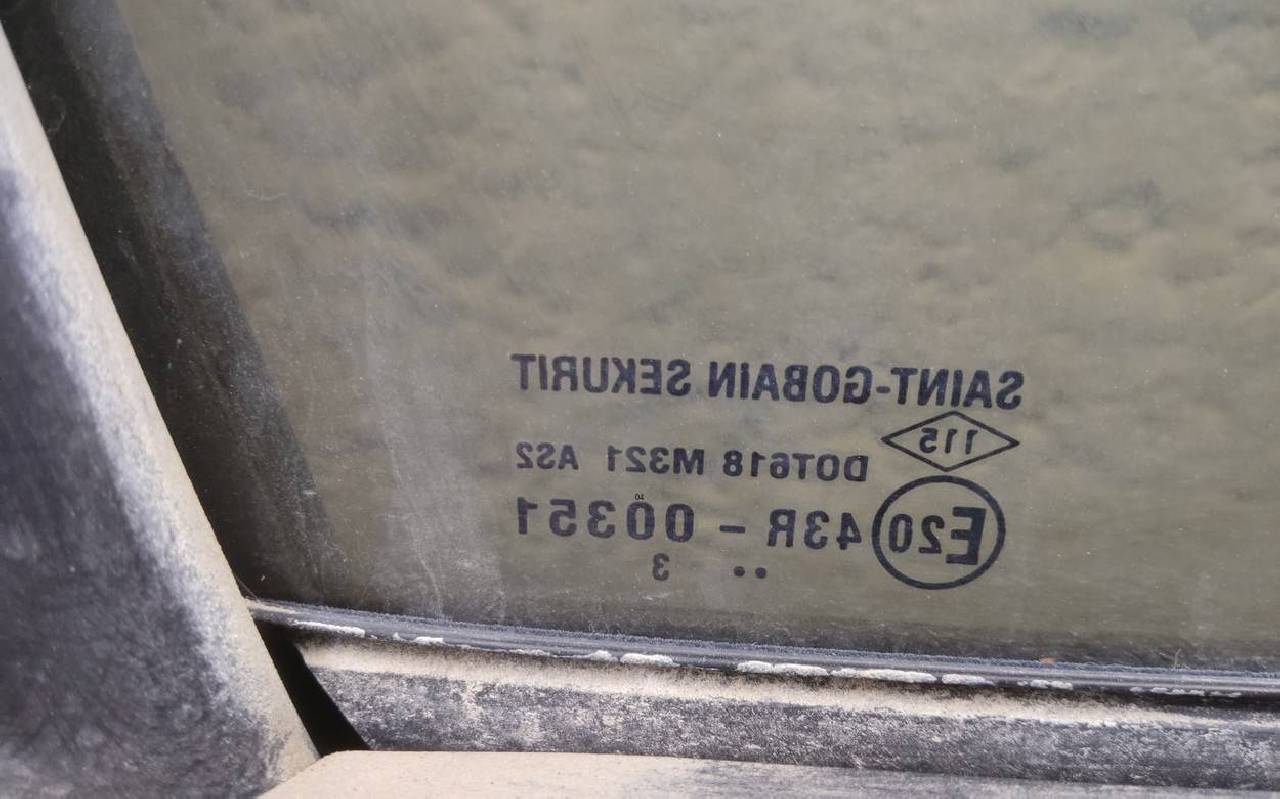 SAINT-GOBAIN SEKURIT
115
DOT618 M321 AS2
E20 43R - 00351
.. 3